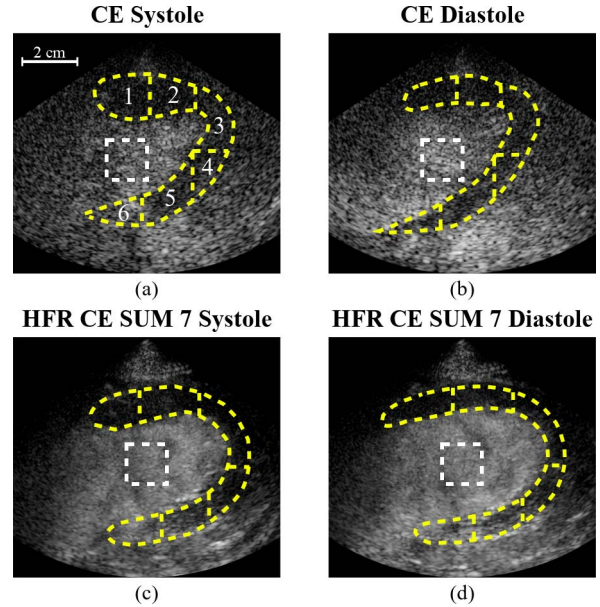 CE Systole
CE Diastole
2 cm
1
2
3
4
5
6
(a)
(b)
HFR CE SUM 7 Systole
HFR CE SUM 7 Diastole
(c)
(d)